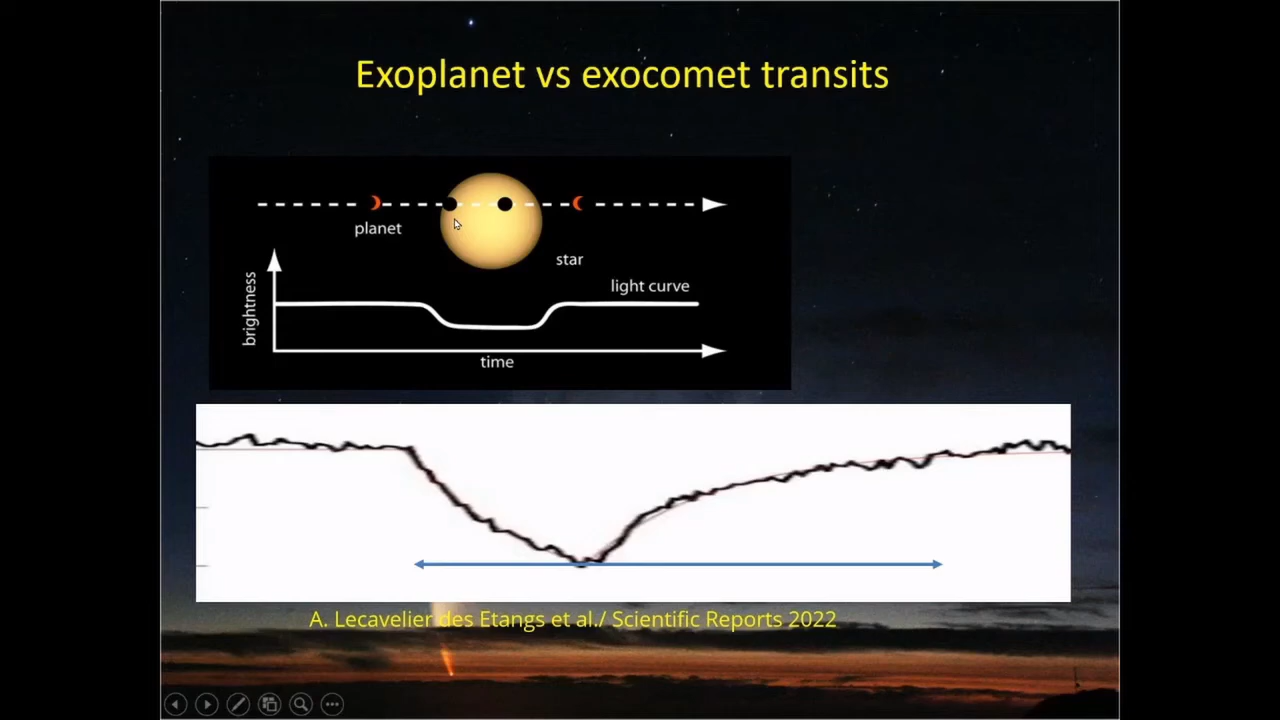 Exoplanet vs exocomet transits
planet
star
light curve
brightness
time
A. Lecavelier des Etangs et al./ Scientific Reports 2022